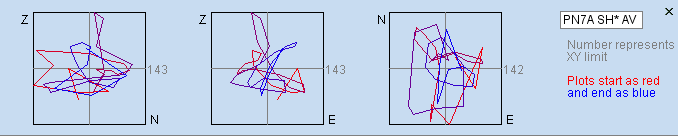 Z
143
N
Z
143
E
N
142
E
PN7A SH* AV
Number represents
XY limit
Plots start as red
and end as blue